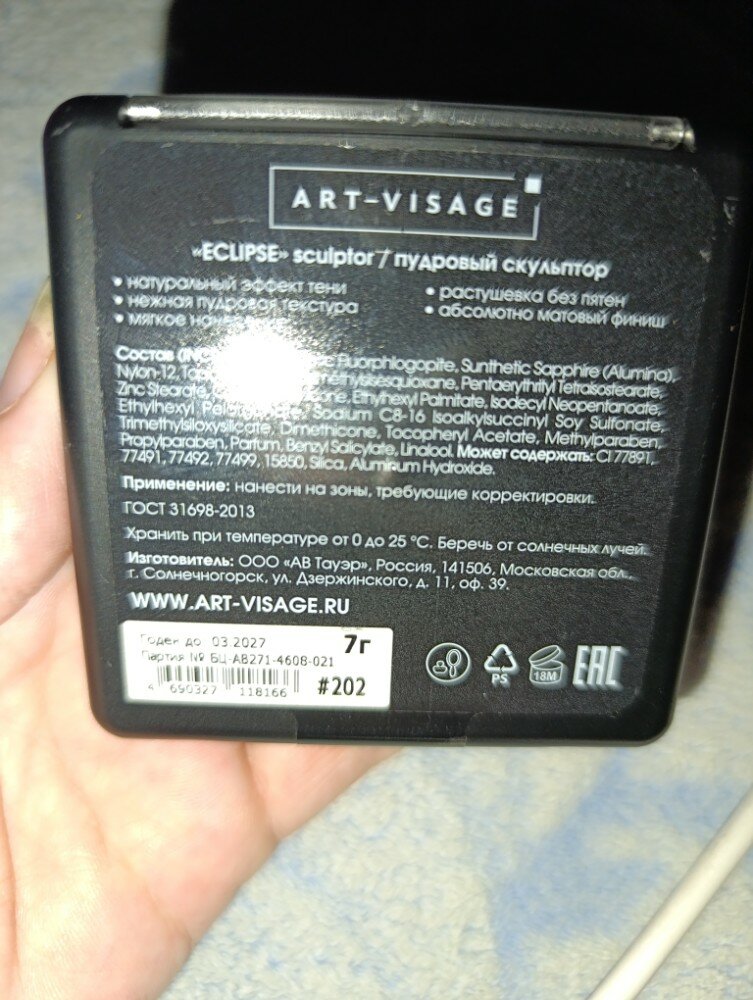 ART-VISAGE
«ECLIPSE» sculptor / пудровый скульптор
• натуральный эффект тени
• нежная пудровая текстура
• мягкое
• растушевка без пятен
• абсолютно матовый финиш
Состав Fluorphlogopite, Sunthetic Sapphire (Alumina),
Nylon-12, Pentaerythrityl Tetraisostearate,
Zinc Stearate, Ethylhexyl Palmitate, Isodecyl Neopentanoate,
Ethylhexyl Sodium C8-16 Isoalkylsuccinyl Soy Sulfonate,
Trimethylsiloxysilicate, Dimethicone, Tocopheryl Acetate, Methylparaben,
Propylparaben, Parfum, Benzyl Salicylate, Linalool. Может содержать: CI 77891,
77491, 77492, 77499, 15850, Silica, Aluminum Hydroxide.
Применение: нанести на зоны, требующие корректировки.
ГОСТ 31698-2013
Хранить при температуре от 0 до 25 °C. Беречь от солнечных лучей.
Изготовитель: ООО «АВ Тауэр», Россия, 141506, Московская обл.,
г. Солнечногорск, ул. Дзержинского, д. 11, оф. 39.
WWW.ART-VISAGE.RU
Годен до 03.2027 7г
Партия № БЦ-АВ271-4608-021
4 690327 118166 #202
PS
18M
EAC